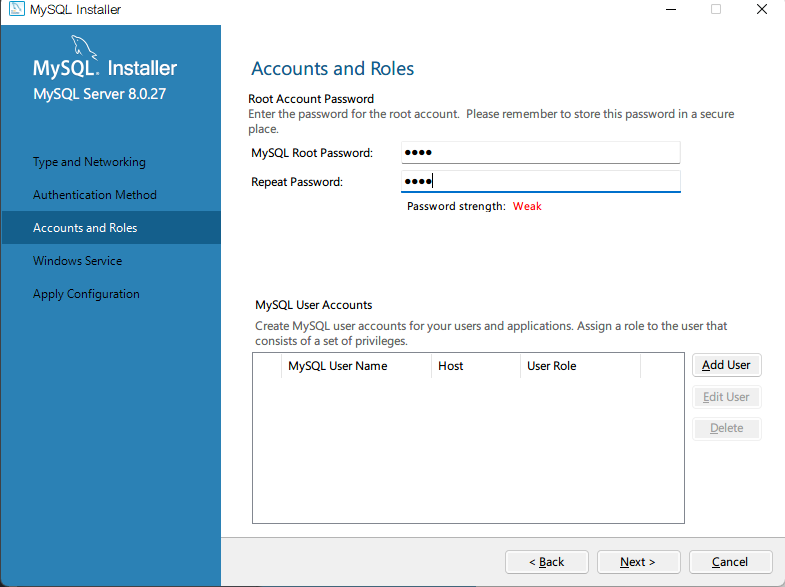 MySQL Installer
MySQL. Installer
MySQL Server 8.0.27
Type and Networking
Authentication Method
Accounts and Roles
Windows Service
Apply Configuration
Accounts and Roles
Root Account Password
Enter the password for the root account. Please remember to store this password in a secure
place.
MySQL Root Password: ●●●●
Repeat Password: ●●●●
Password strength: Weak
MySQL User Accounts
Create MySQL user accounts for your users and applications. Assign a role to the user that
consists of a set of privileges.
MySQL User Name Host User Role
Add User
Edit User
Delete
< Back Next > Cancel